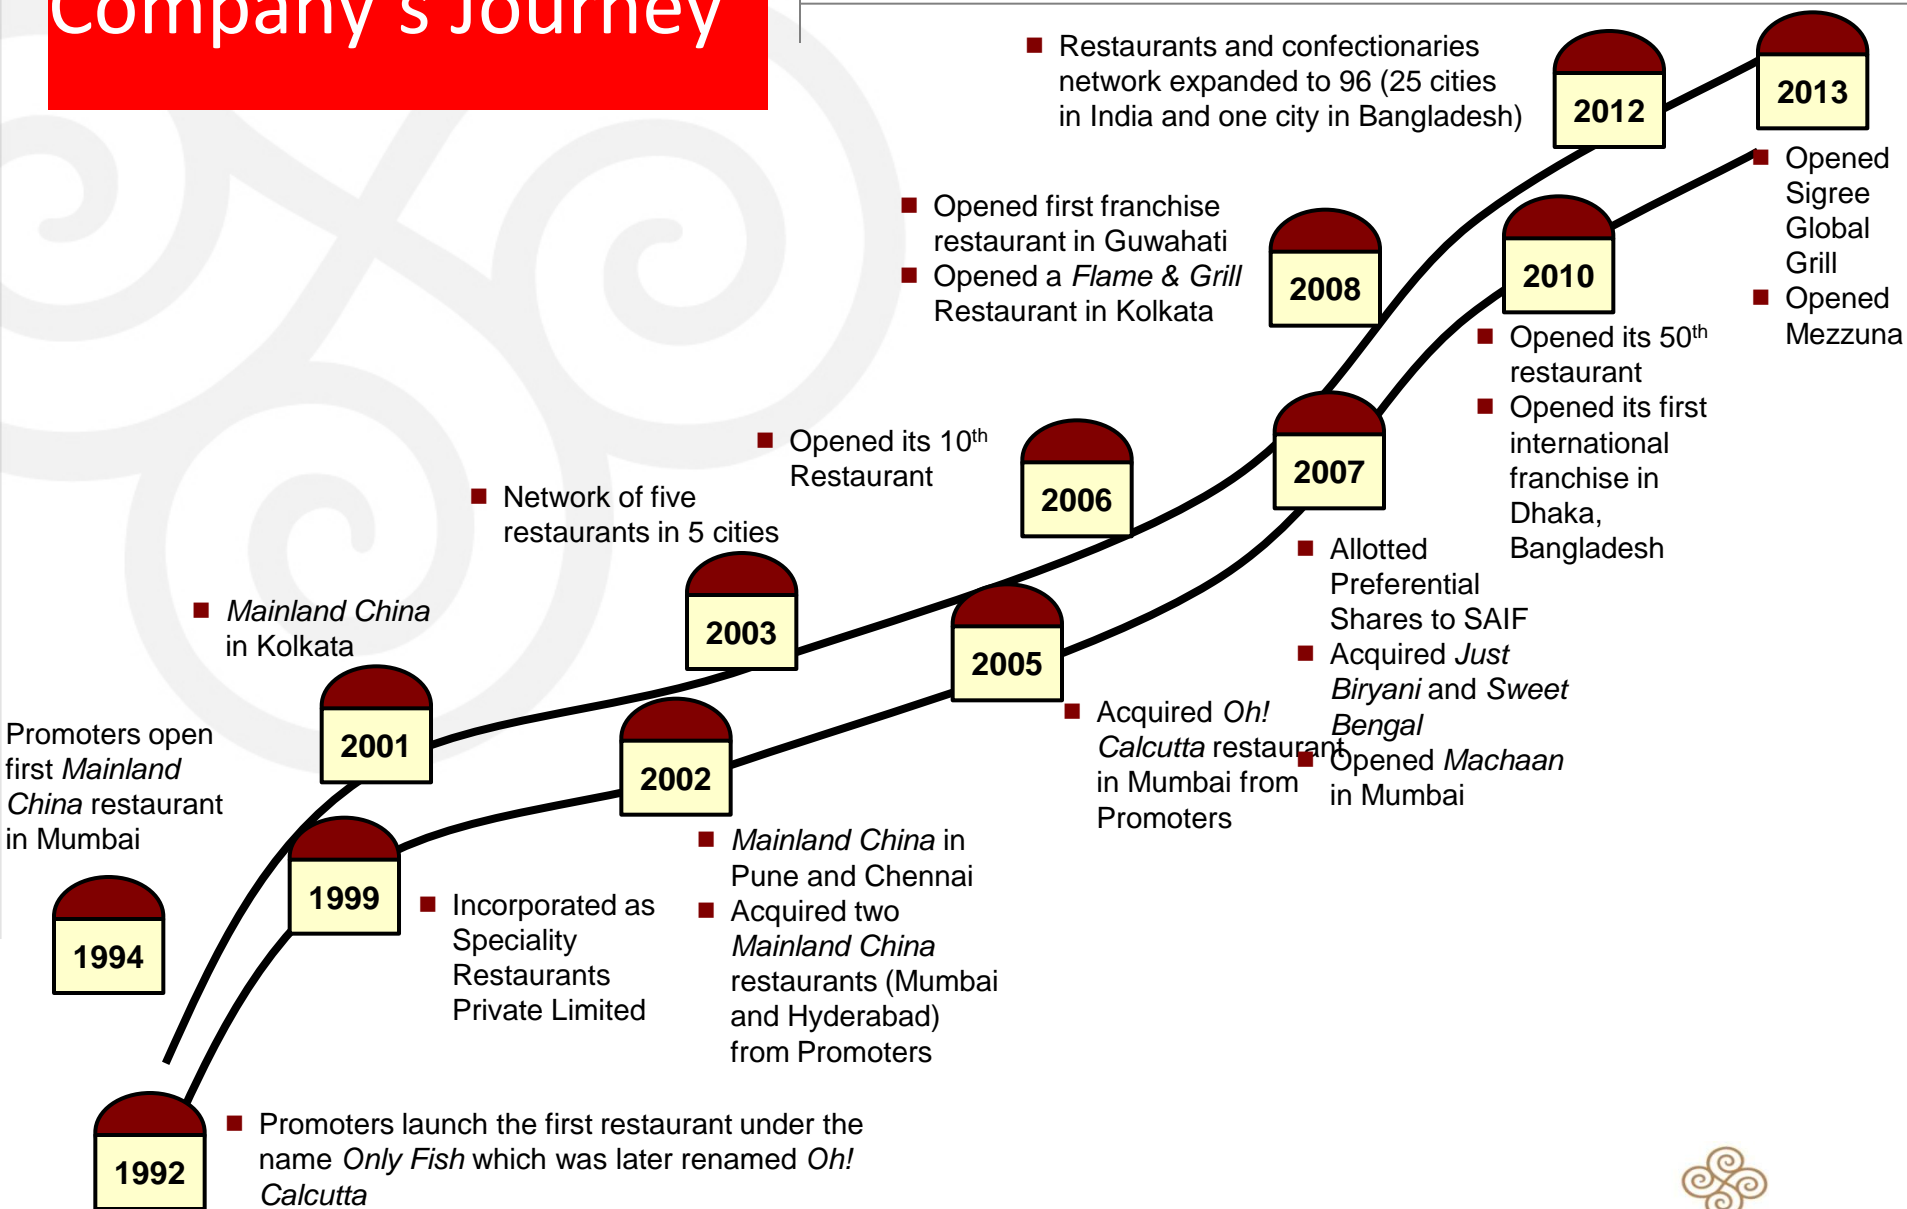 Company's Journey
Restaurants and confectionaries
network expanded to 96 (25 cities
in India and one city in Bangladesh)
2012
2013
Opened
Sigree
Global
Grill
Opened
Mezzuna
Opened first franchise
restaurant in Guwahati
Opened a Flame & Grill
Restaurant in Kolkata
2008
2010
Opened its 50th
restaurant
Opened its first
international
franchise in
Dhaka,
Bangladesh
Opened its 10th
Restaurant
2006
2007
Allotted
Preferential
Shares to SAIF
Acquired Just
Biryani and Sweet
Bengal
Opened Machaan
in Mumbai
Network of five
restaurants in 5 cities
2003
2005
Acquired Oh!
Calcutta restaurant
in Mumbai from
Promoters
Mainland China
in Kolkata
2001
2002
Mainland China in
Pune and Chennai
Acquired two
Mainland China
restaurants (Mumbai
and Hyderabad)
from Promoters
Promoters open
first Mainland
China restaurant
in Mumbai
1994
1999
Incorporated as
Speciality
Restaurants
Private Limited
1992
Promoters launch the first restaurant under the
name Only Fish which was later renamed Oh!
Calcutta